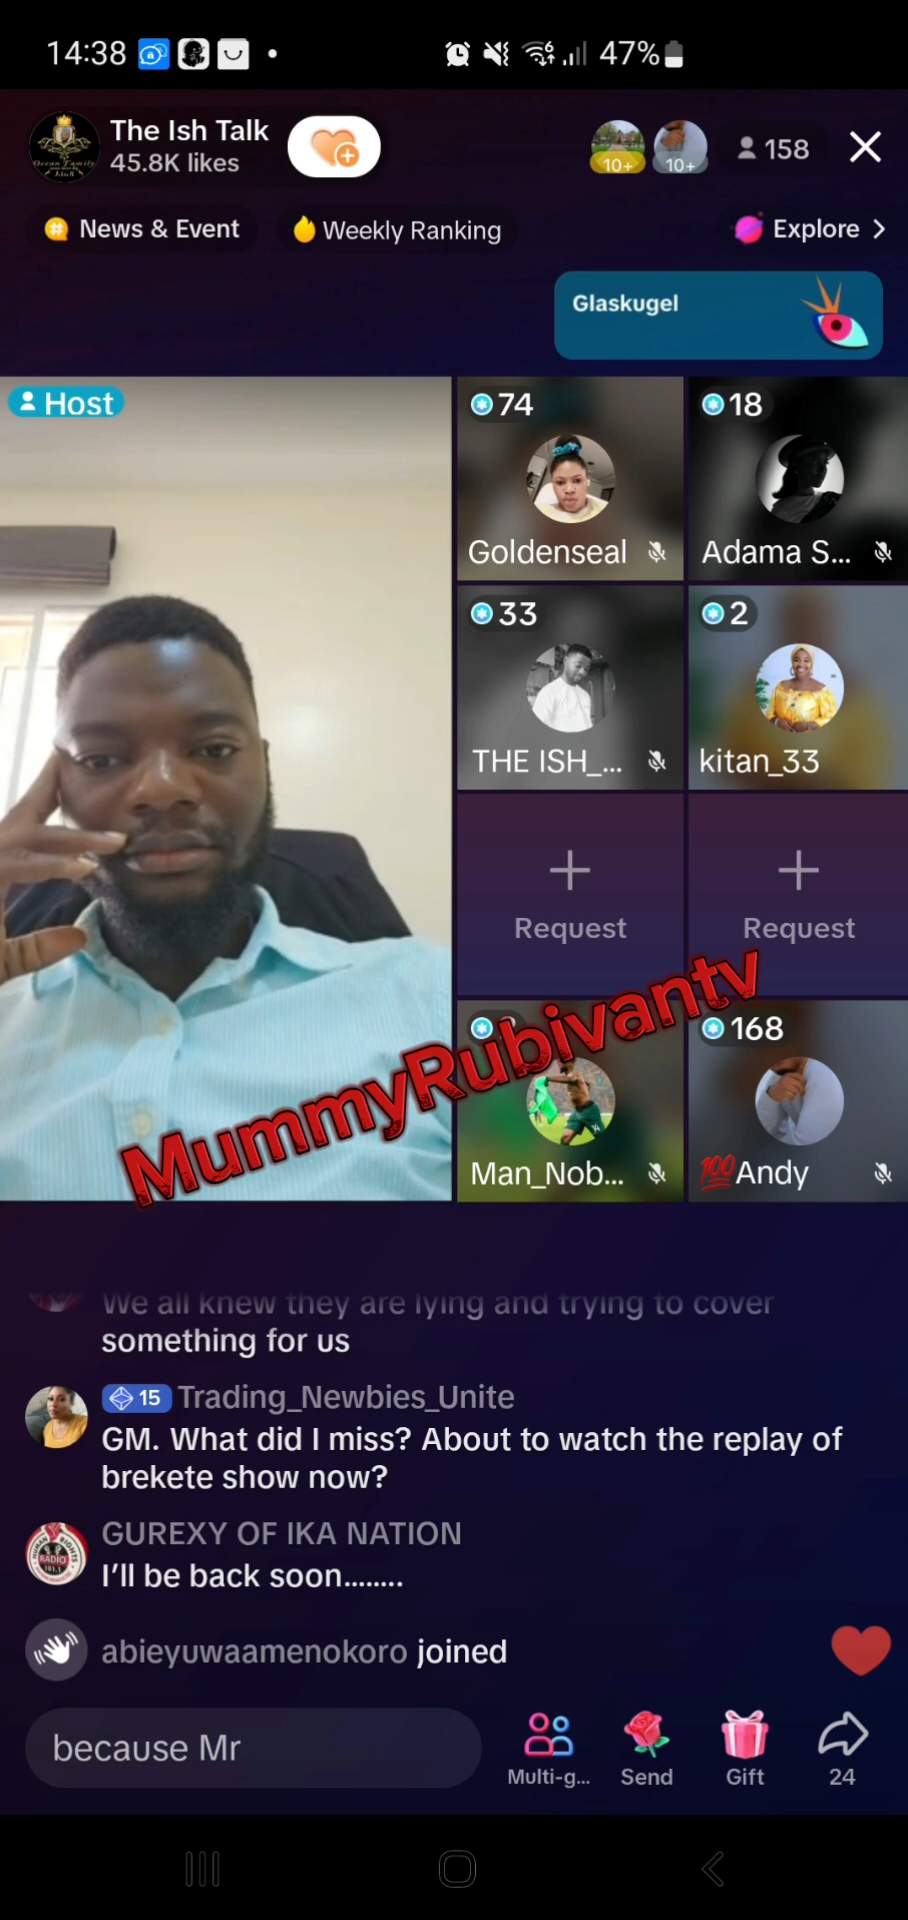 14:38
47%
The Ish Talk
45.8K likes
10+
10+
158
News & Event
Weekly Ranking
Explore
Glaskugel
Host
74
18
Goldenseal
Adama S...
33
2
THE ISH_...
kitan_33
Request
Request
MummyRubivantv
168
Man_Nob...
💯Andy
We all knew they are lying and trying to cover
something for us
15 Trading_Newbies_Unite
GM. What did I miss? About to watch the replay of
brekete show now?
GUREXY OF IKA NATION
I'll be back soon........
abieyuwaamenokoro joined
because Mr
Multi-g...
Send
Gift
24